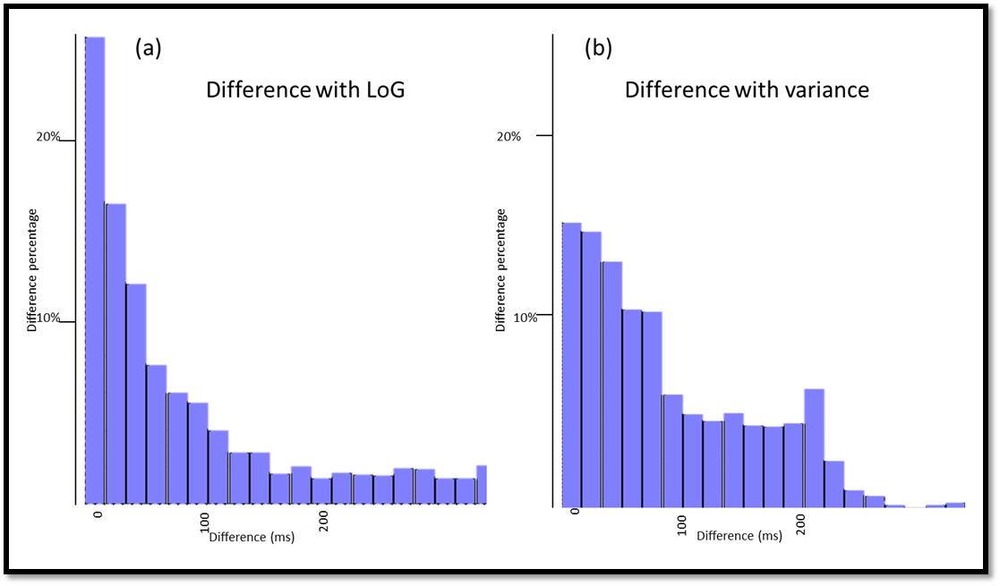 (a)
Difference with LoG
20%
10%
Difference percentage
0
100
200
Difference (ms)
(b)
Difference with variance
20%
10%
Difference percentage
0
100
200
Difference (ms)